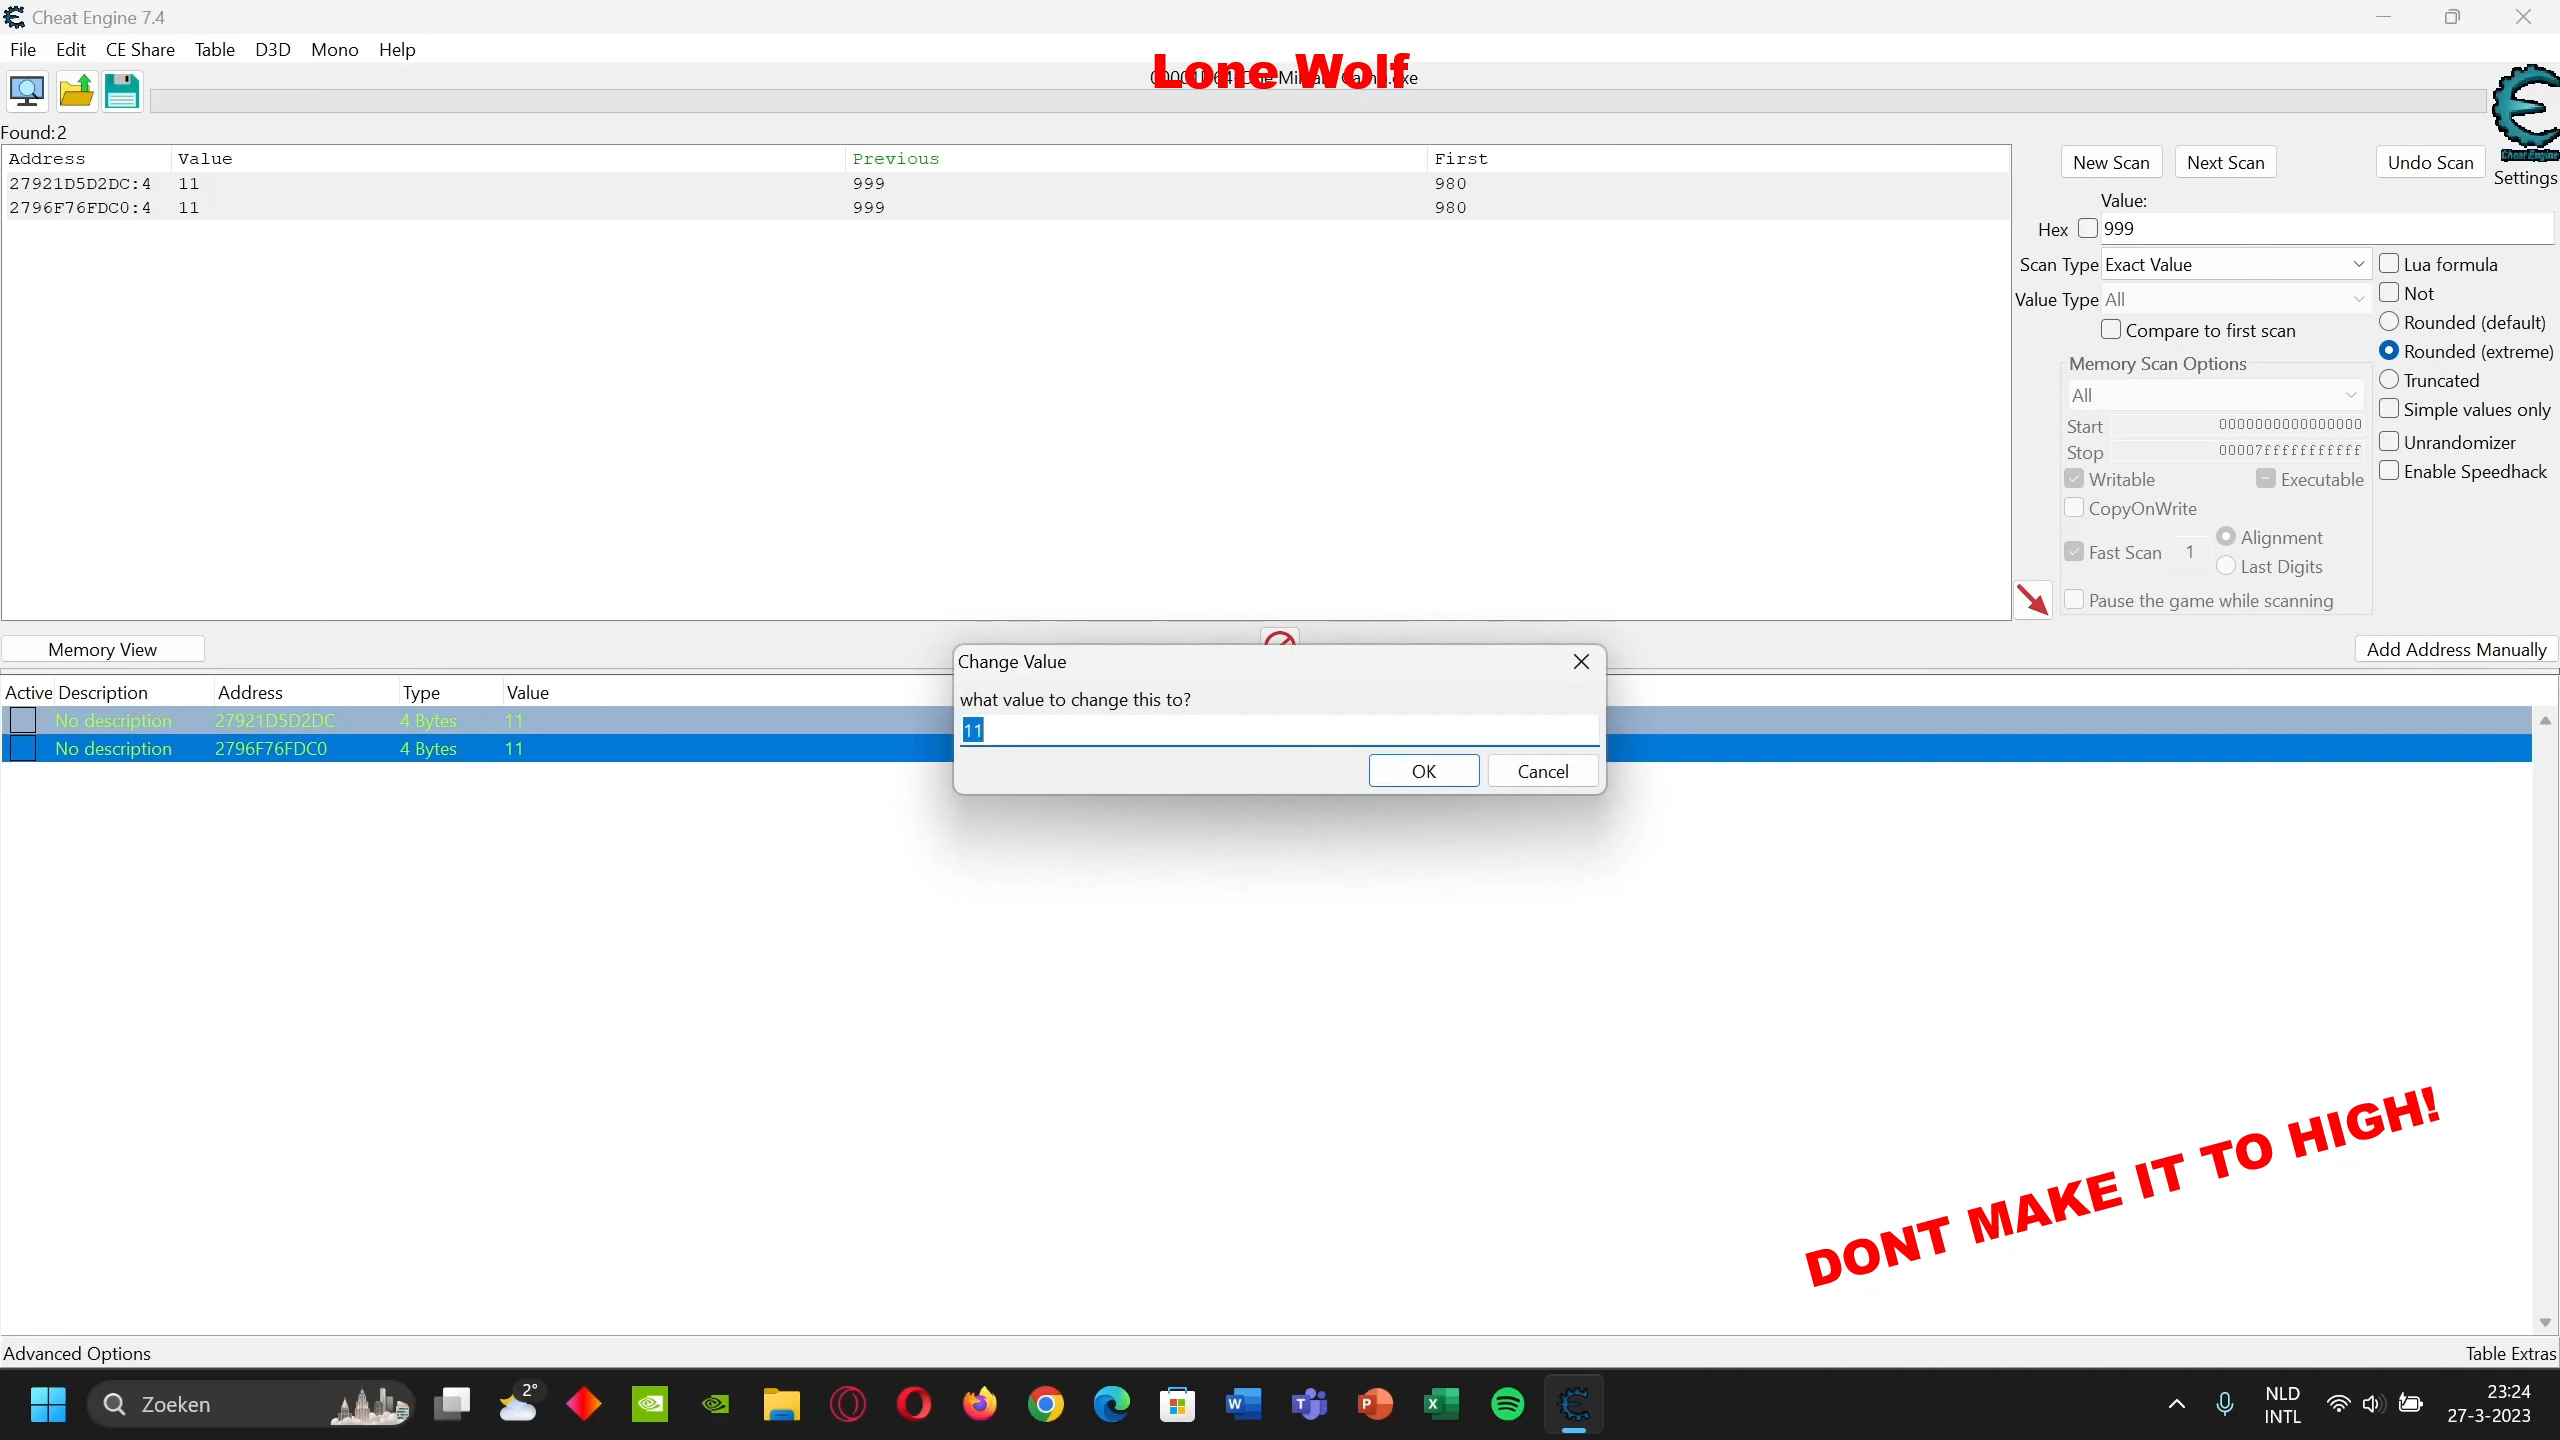 Cheat Engine 7.4
File Edit CE Share Table D3D Mono Help
Lone Wolf
Found:2
Address Value Previous First
27921D5D2DC:4 11 999 980
2796F76FDC0:4 11 999 980
New Scan Next Scan Undo Scan
Cheat Engine
Settings
Value:
Hex 999
Scan Type Exact Value Lua formula
Value Type All Not
Compare to first scan Rounded (default)
Rounded (extreme)
Memory Scan Options
All Truncated
Simple values only
Start 0000000000000000
Stop 00007fffffffffff
Unrandomizer
Writable Executable Enable Speedhack
CopyOnWrite
Fast Scan 1 Alignment
Last Digits
Pause the game while scanning
Memory View Add Address Manually
Active Description Address Type Value
No description 27921D5D2DC 4 Bytes 11
No description 2796F76FDC0 4 Bytes 11
Change Value
what value to change this to?
11
OK Cancel
DONT MAKE IT TO HIGH!
Advanced Options Table Extras
Zoeken 2° NLD 23:24
INTL 27-3-2023